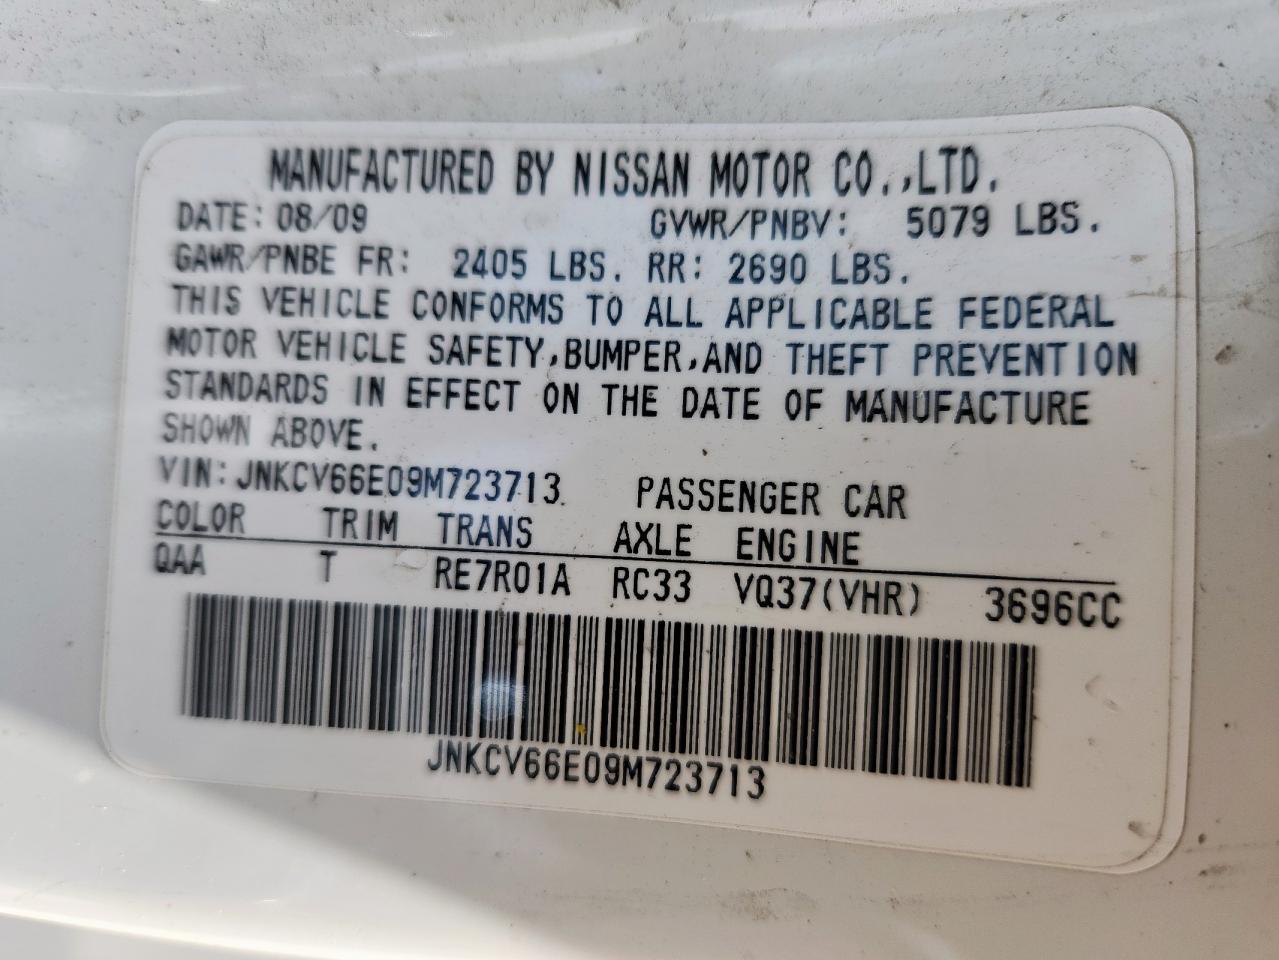 MANUFACTURED BY NISSAN MOTOR CO.,LTD.
DATE: 08/09 GVWR/PNBV: 5079 LBS.
GAWR/PNBE FR: 2405 LBS. RR: 2690 LBS.
THIS VEHICLE CONFORMS TO ALL APPLICABLE FEDERAL
MOTOR VEHICLE SAFETY,BUMPER,AND THEFT PREVENTION
STANDARDS IN EFFECT ON THE DATE OF MANUFACTURE
SHOWN ABOVE.
VIN:JNKCV66E09M723713 PASSENGER CAR
COLOR TRIM TRANS AXLE ENGINE
QAA T RE7R01A RC33 VQ37(VHR) 3696CC
JNKCV66E09M723713